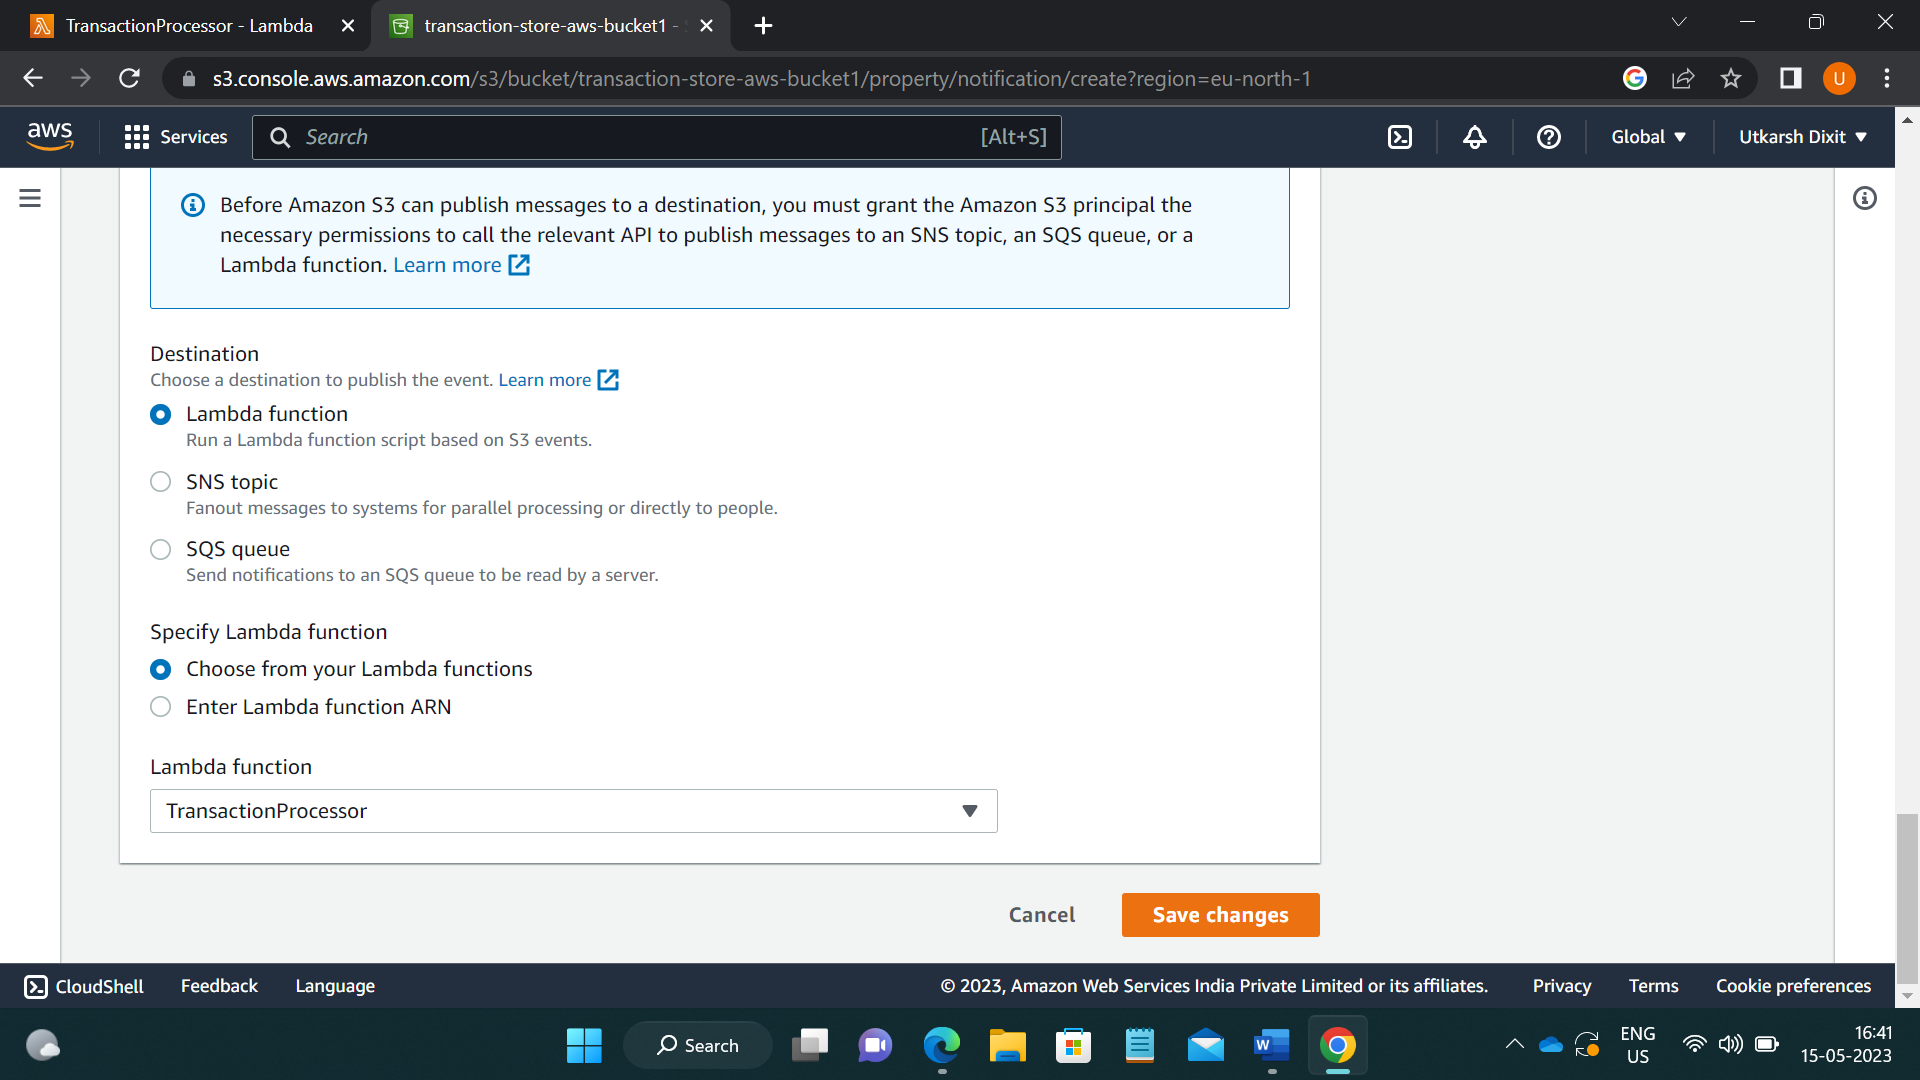 TransactionProcessor - Lambda
transaction-store-aws-bucket1 -
s3.console.aws.amazon.com/s3/bucket/transaction-store-aws-bucket1/property/notification/create?region=eu-north-1
U
aws
Services
Search
[Alt+S]
Global
Utkarsh Dixit
Before Amazon S3 can publish messages to a destination, you must grant the Amazon S3 principal the
necessary permissions to call the relevant API to publish messages to an SNS topic, an SQS queue, or a
Lambda function. Learn more
Destination
Choose a destination to publish the event. Learn more
Lambda function
Run a Lambda function script based on S3 events.
SNS topic
Fanout messages to systems for parallel processing or directly to people.
SQS queue
Send notifications to an SQS queue to be read by a server.
Specify Lambda function
Choose from your Lambda functions
Enter Lambda function ARN
Lambda function
TransactionProcessor
Cancel
Save changes
CloudShell
Feedback
Language
© 2023, Amazon Web Services India Private Limited or its affiliates.
Privacy
Terms
Cookie preferences
Search
W
ENG
US
16:41
15-05-2023